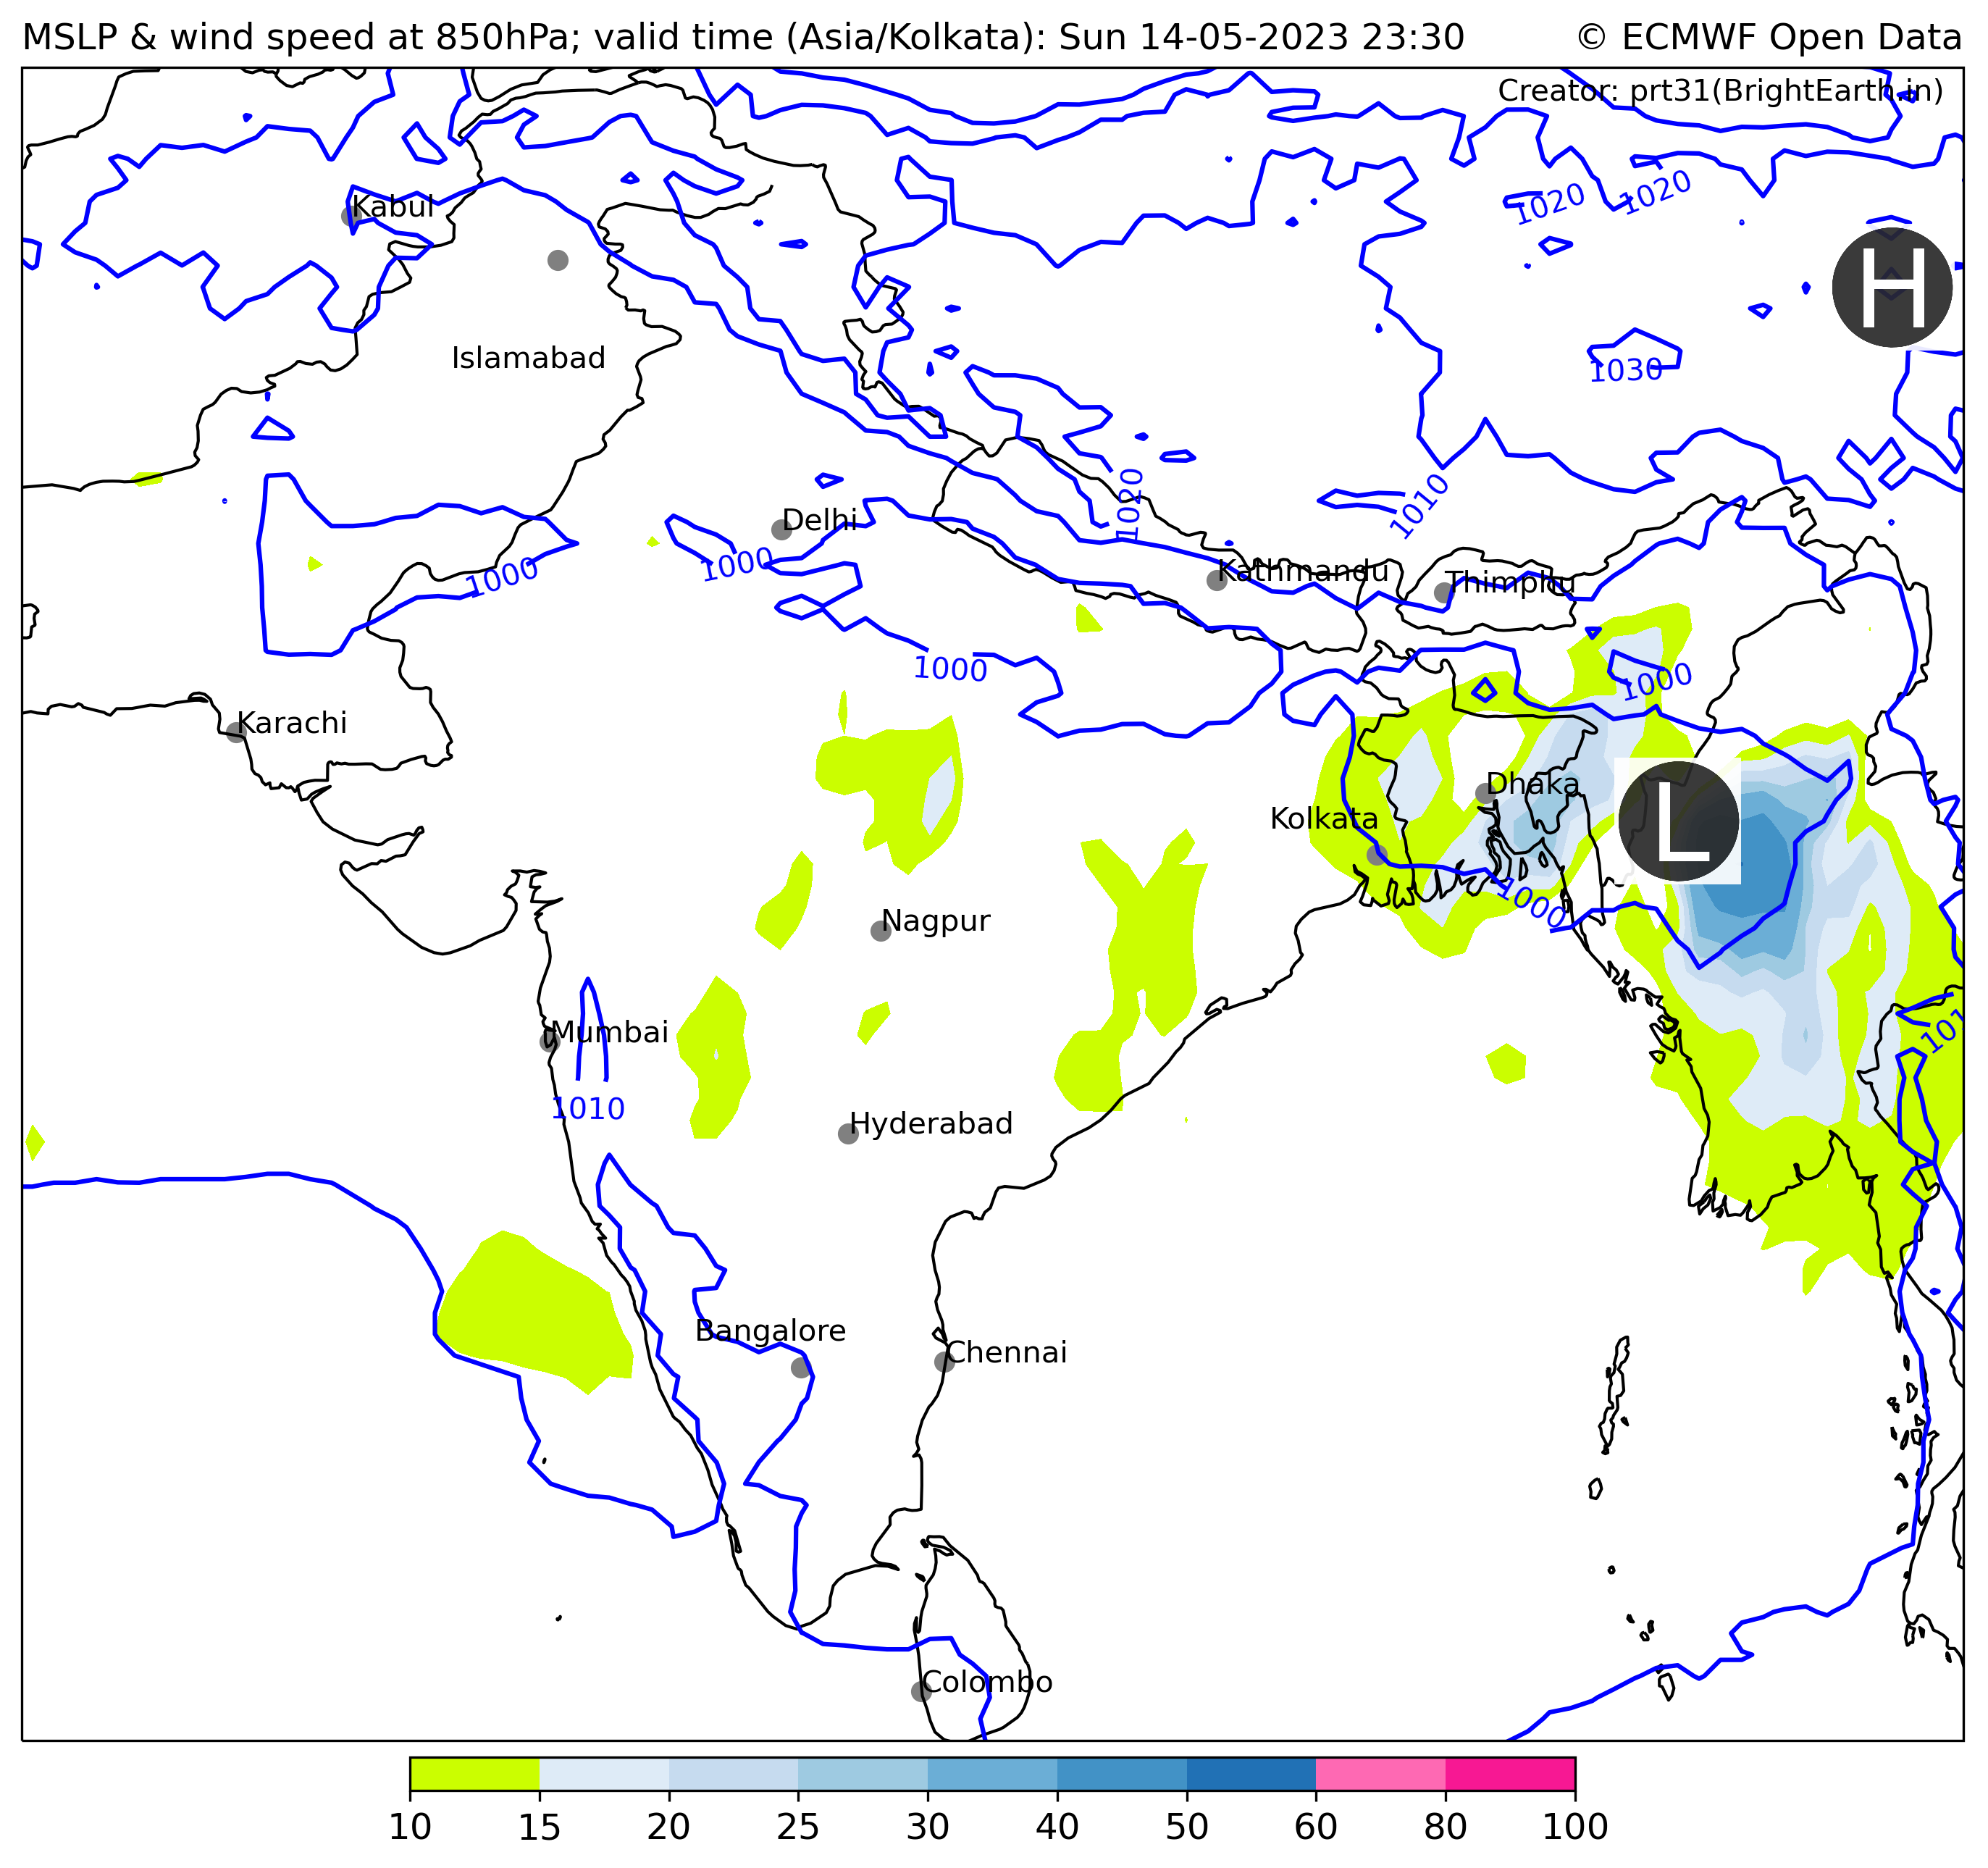 MSLP & wind speed at 850hPa; valid time (Asia/Kolkata): Sun 14-05-2023 23:30
© ECMWF Open Data
Creator: prt31(BrightEarth.in)
1020
1020
Kabul
H
Islamabad
1030
1020
1010
Delhi
1000
1000
Kathmandu
Thimphu
1000
1000
Karachi
Dhaka
Kolkata
L
1000
Nagpur
Mumbai
101
1010
Hyderabad
Bangalore
Chennai
Colombo
10 15 20 25 30 40 50 60 80 100